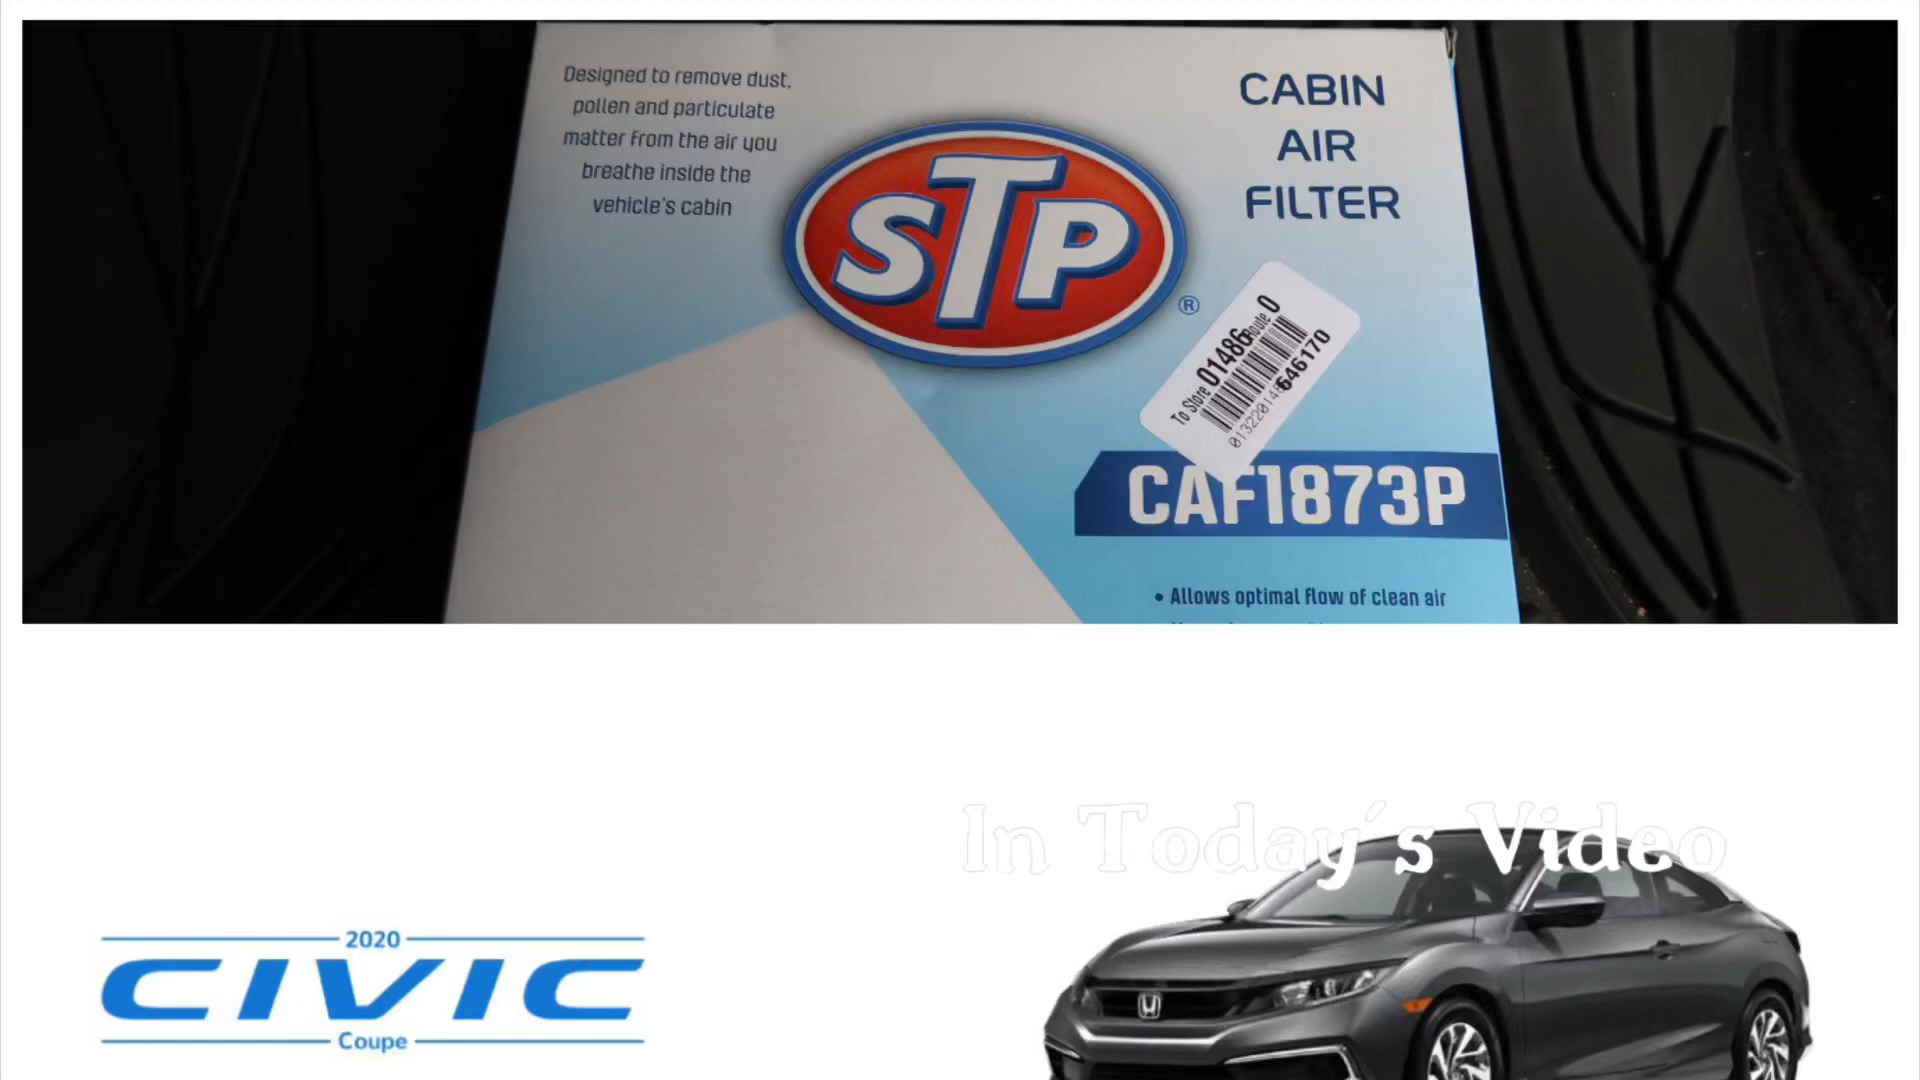 Designed to remove dust,
pollen and particulate
matter from the air you
breathe inside the
vehicle's cabin
STP
®
CABIN
AIR
FILTER
To Store 01486 Route 0
646170
CAF1873P
• Allows optimal flow of clean air
In Today's Video
2020
CIVIC
Coupe